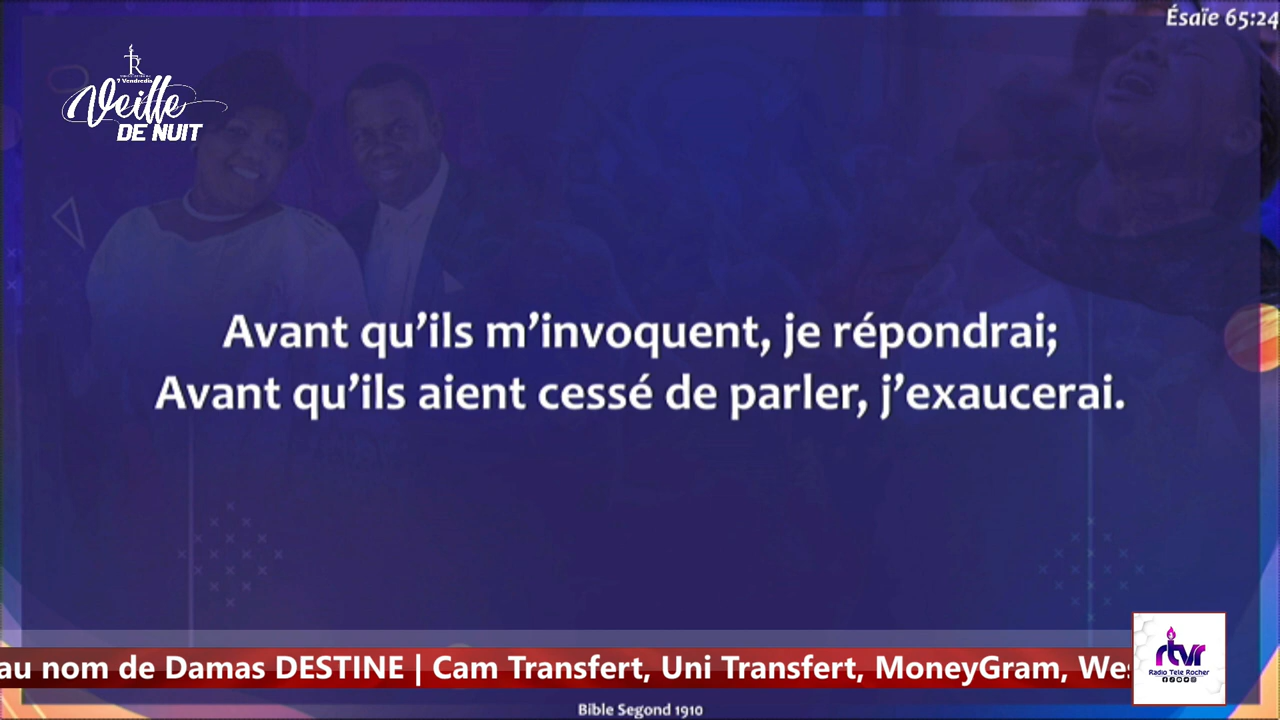 Ésaïe 65:24
7 Vendredis
Veille
DE NUIT
Avant qu’ils m’invoquent, je répondrai;
Avant qu’ils aient cessé de parler, j’exaucerai.
au nom de Damas DESTINE | Cam Transfert, Uni Transfert, MoneyGram, Wes
rtvr
Radio Tele Rocher
Bible Segond 1910